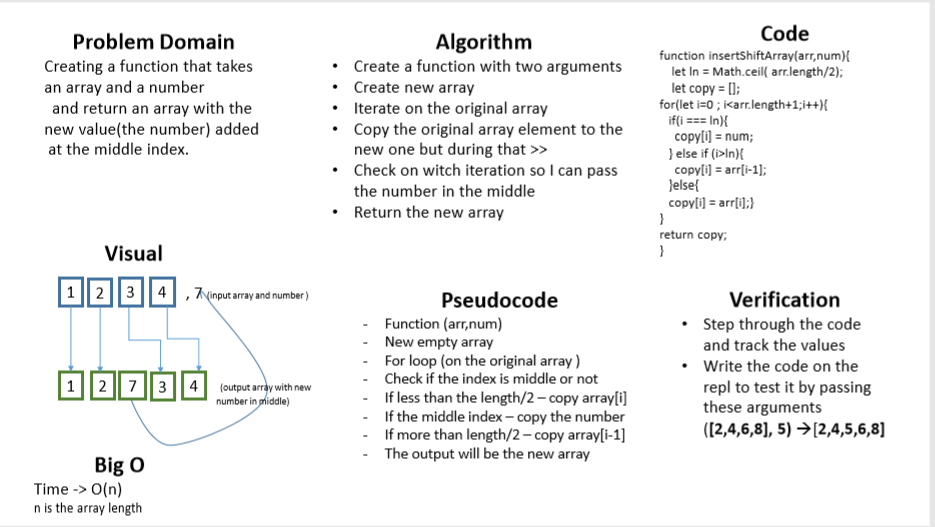 Problem Domain
Creating a function that takes
an array and a number
and return an array with the
new value(the number) added
at the middle index.
Algorithm
• Create a function with two arguments
• Create new array
• Iterate on the original array
• Copy the original array element to the
new one but during that >>
• Check on witch iteration so I can pass
the number in the middle
• Return the new array
Code
function insertShiftArray(arr,num){
let ln = Math.ceil( arr.length/2);
let copy = [];
for(let i=0 ; i<arr.length+1;i++){
if(i === ln){
copy[i] = num;
} else if (i>ln){
copy[i] = arr[i-1];
}else{
copy[i] = arr[i];}
}
return copy;
}
Visual
1 2 3 4 , 7 (input array and number )
1 2 7 3 4 (output array with new
number in middle)
Big O
Time -> O(n)
n is the array length
Pseudocode
- Function (arr,num)
- New empty array
- For loop (on the original array )
- Check if the index is middle or not
- If less than the length/2 – copy array[i]
- If the middle index – copy the number
- If more than length/2 – copy array[i-1]
- The output will be the new array
Verification
• Step through the code
and track the values
• Write the code on the
repl to test it by passing
these arguments
([2,4,6,8], 5) →[2,4,5,6,8]